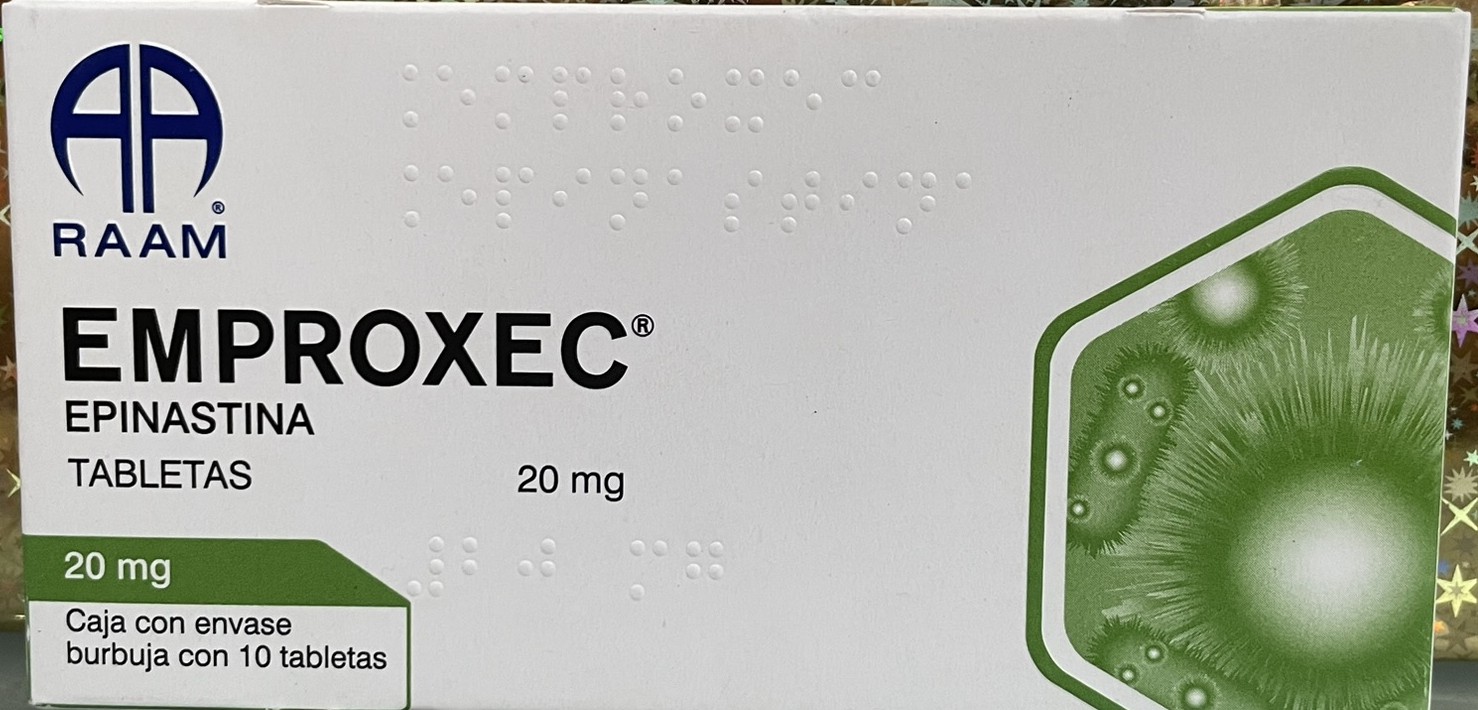 RAAM®
⠨⠑⠍⠏⠗⠕⠭⠑⠉
⠨⠑⠏⠊⠝⠁⠎⠞⠊⠝⠁
EMPROXEC®
EPINASTINA
TABLETAS 20 mg
⠼⠃⠚ ⠍⠛
20 mg
Caja con envase
burbuja con 10 tabletas